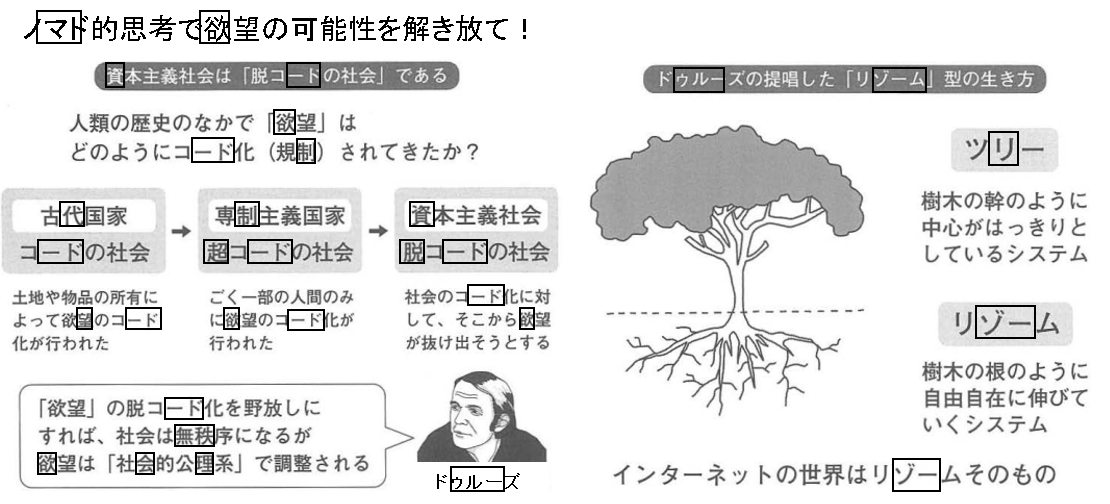 ノマド的思考で欲望の可能性を解き放て！
資本主義社会は「脱コードの社会」である
人類の歴史のなかで「欲望」は
どのようにコード化（規制）されてきたか？
古代国家
コードの社会
土地や物品の所有に
よって欲望のコード
化が行われた
専制主義国家
超コードの社会
ごく一部の人間のみ
に欲望のコード化が
行われた
資本主義社会
脱コードの社会
社会のコード化に対
して、そこから欲望
が抜け出そうとする
「欲望」の脱コード化を野放しに
すれば、社会は無秩序になるが
欲望は「社会的公理系」で調整される
ドゥルーズ
ドゥルーズの提唱した「リゾーム」型の生き方
ツリー
樹木の幹のように
中心がはっきりと
しているシステム
リゾーム
樹木の根のように
自由自在に伸びて
いくシステム
インターネットの世界はリゾームそのもの